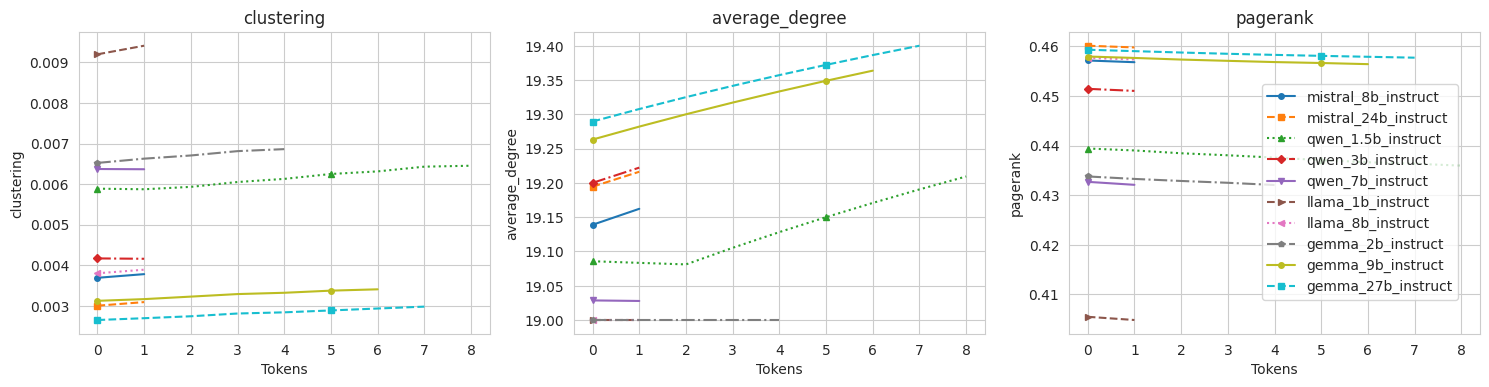 clustering
clustering
0.009
0.008
0.007
0.006
0.005
0.004
0.003
0 1 2 3 4 5 6 7 8
Tokens
average_degree
average_degree
19.40
19.35
19.30
19.25
19.20
19.15
19.10
19.05
19.00
0 1 2 3 4 5 6 7 8
Tokens
pagerank
pagerank
0.46
0.45
0.44
0.43
0.42
0.41
0 1 2 3 4 5 6 7 8
Tokens
mistral_8b_instruct
mistral_24b_instruct
qwen_1.5b_instruct
qwen_3b_instruct
qwen_7b_instruct
llama_1b_instruct
llama_8b_instruct
gemma_2b_instruct
gemma_9b_instruct
gemma_27b_instruct